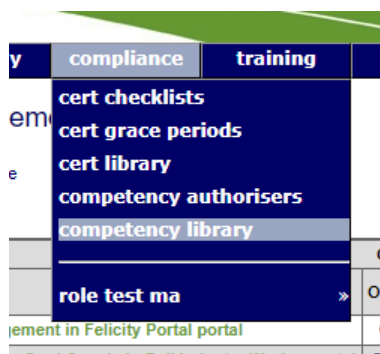 y compliance training
cert checklists
eme
cert grace periods
cert library
e
competency authorisers
competency library
role test ma »
gement in Felicity Portal portal